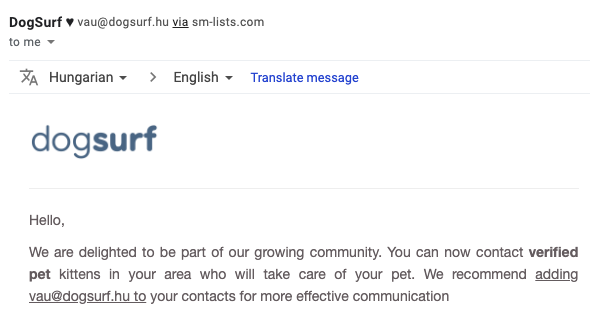 DogSurf ♥ vau@dogsurf.hu via sm-lists.com
to me
Hungarian > English Translate message
dogsurf
Hello,
We are delighted to be part of our growing community. You can now contact verified
pet kittens in your area who will take care of your pet. We recommend adding
vau@dogsurf.hu to your contacts for more effective communication